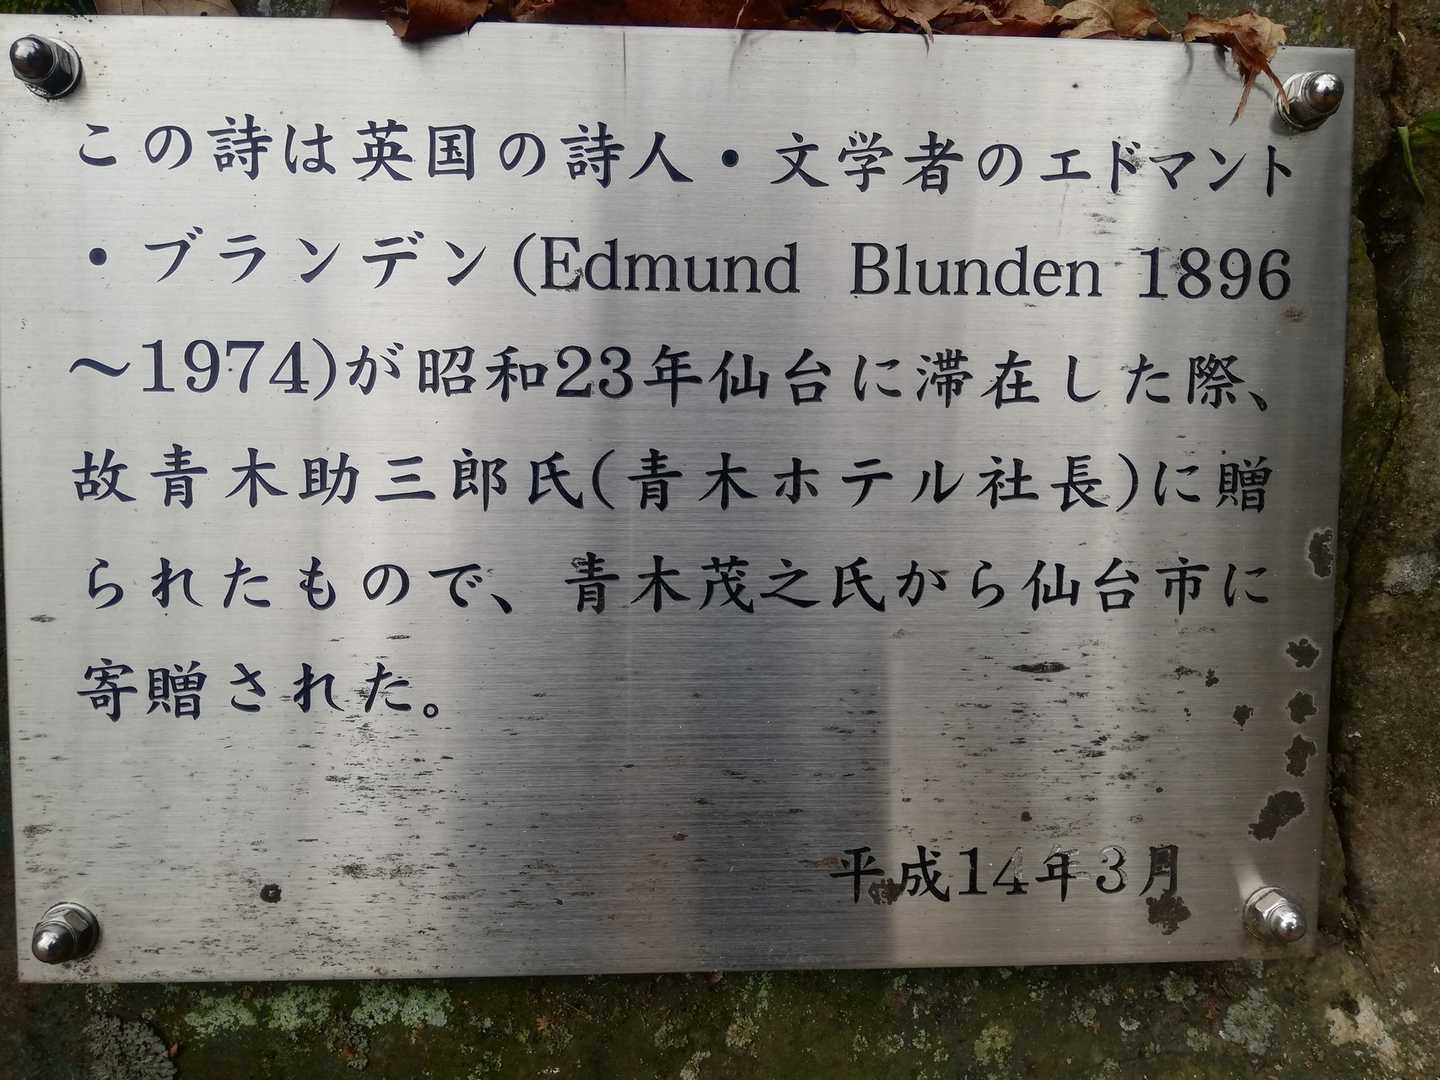 この詩は英国の詩人・文学者のエドマント
・ブランデン(Edmund Blunden 1896
～1974)が昭和23年仙台に滞在した際、
故青木助三郎氏(青木ホテル社長)に贈
られたもので、青木茂之氏から仙台市に
寄贈された。
平成14年3月